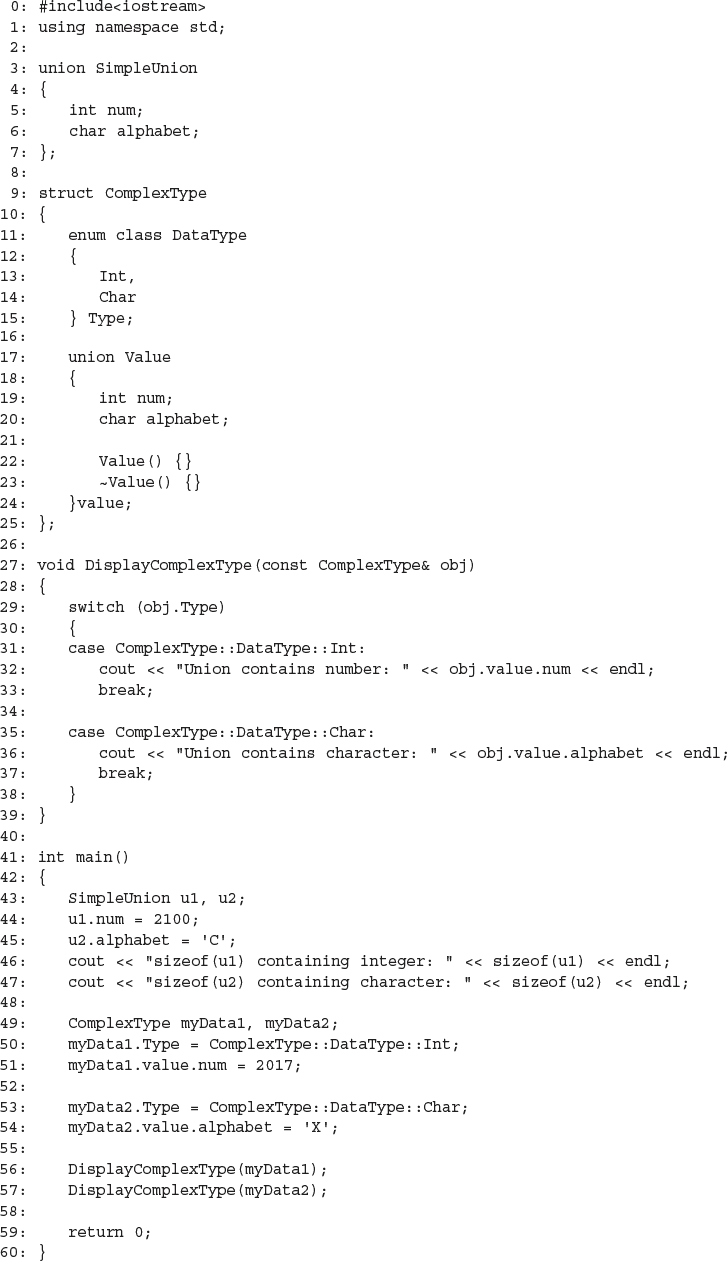 0: #include<iostream>
1: using namespace std;
2:
3: union SimpleUnion
4: {
5:    int num;
6:    char alphabet;
7: };
8:
9: struct ComplexType
10: {
11:    enum class DataType
12:    {
13:       Int,
14:       Char
15:    } Type;
16:
17:    union Value
18:    {
19:       int num;
20:       char alphabet;
21:
22:       Value() {}
23:       ~Value() {}
24:    }value;
25: };
26:
27: void DisplayComplexType(const ComplexType& obj)
28: {
29:    switch (obj.Type)
30:    {
31:    case ComplexType::DataType::Int:
32:       cout << "Union contains number: " << obj.value.num << endl;
33:       break;
34:
35:    case ComplexType::DataType::Char:
36:       cout << "Union contains character: " << obj.value.alphabet << endl;
37:       break;
38:    }
39: }
40:
41: int main()
42: {
43:    SimpleUnion u1, u2;
44:    u1.num = 2100;
45:    u2.alphabet = 'C';
46:    cout << "sizeof(u1) containing integer: " << sizeof(u1) << endl;
47:    cout << "sizeof(u2) containing character: " << sizeof(u2) << endl;
48:
49:    ComplexType myData1, myData2;
50:    myData1.Type = ComplexType::DataType::Int;
51:    myData1.value.num = 2017;
52:
53:    myData2.Type = ComplexType::DataType::Char;
54:    myData2.value.alphabet = 'X';
55:
56:    DisplayComplexType(myData1);
57:    DisplayComplexType(myData2);
58:
59:    return 0;
60: }